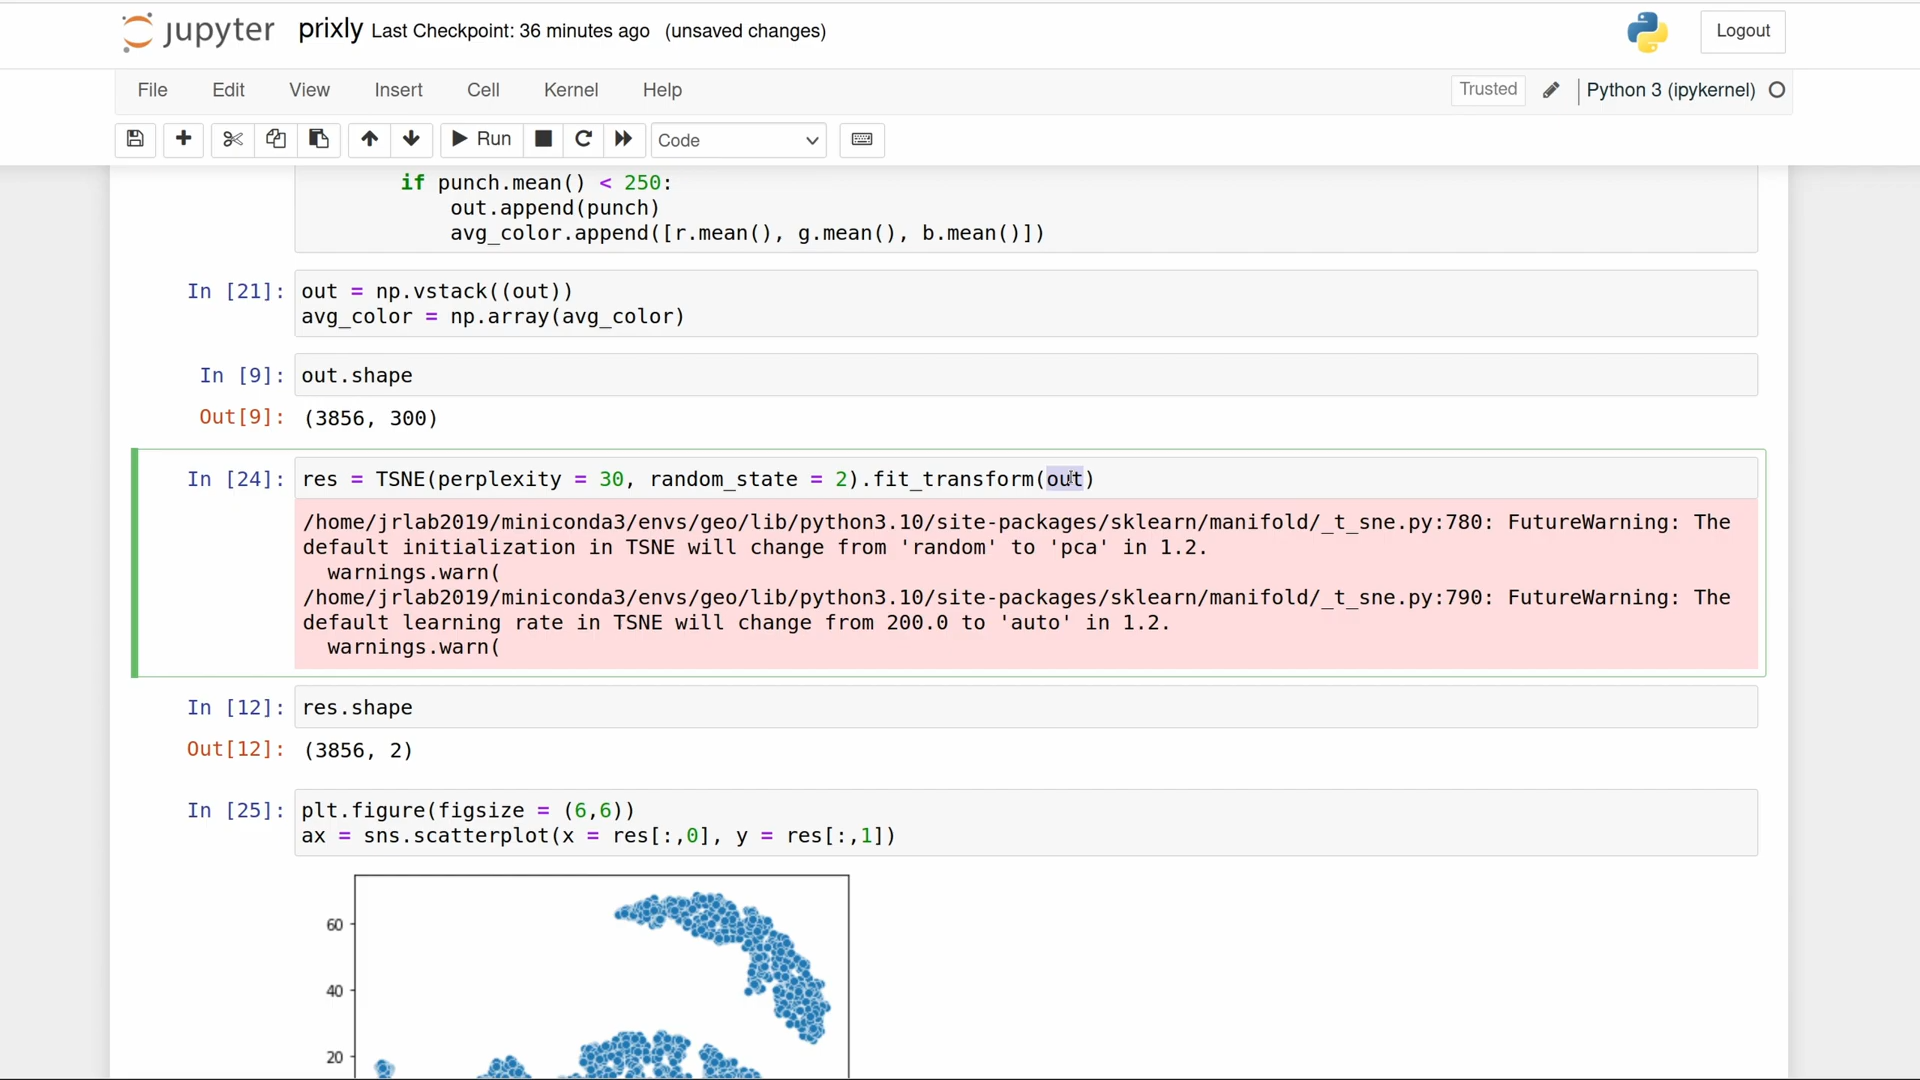 jupyter prixly Last Checkpoint: 36 minutes ago (unsaved changes) Logout
File Edit View Insert Cell Kernel Help Trusted Python 3 (ipykernel)
Run Code
if punch.mean() < 250:
out.append(punch)
avg_color.append([r.mean(), g.mean(), b.mean()])
In [21]: out = np.vstack((out))
avg_color = np.array(avg_color)
In [9]: out.shape
Out[9]: (3856, 300)
In [24]: res = TSNE(perplexity = 30, random_state = 2).fit_transform(out)
/home/jrlab2019/miniconda3/envs/geo/lib/python3.10/site-packages/sklearn/manifold/_t_sne.py:780: FutureWarning: The
default initialization in TSNE will change from 'random' to 'pca' in 1.2.
warnings.warn(
/home/jrlab2019/miniconda3/envs/geo/lib/python3.10/site-packages/sklearn/manifold/_t_sne.py:790: FutureWarning: The
default learning rate in TSNE will change from 200.0 to 'auto' in 1.2.
warnings.warn(
In [12]: res.shape
Out[12]: (3856, 2)
In [25]: plt.figure(figsize = (6,6))
ax = sns.scatterplot(x = res[:,0], y = res[:,1])
60
40
20